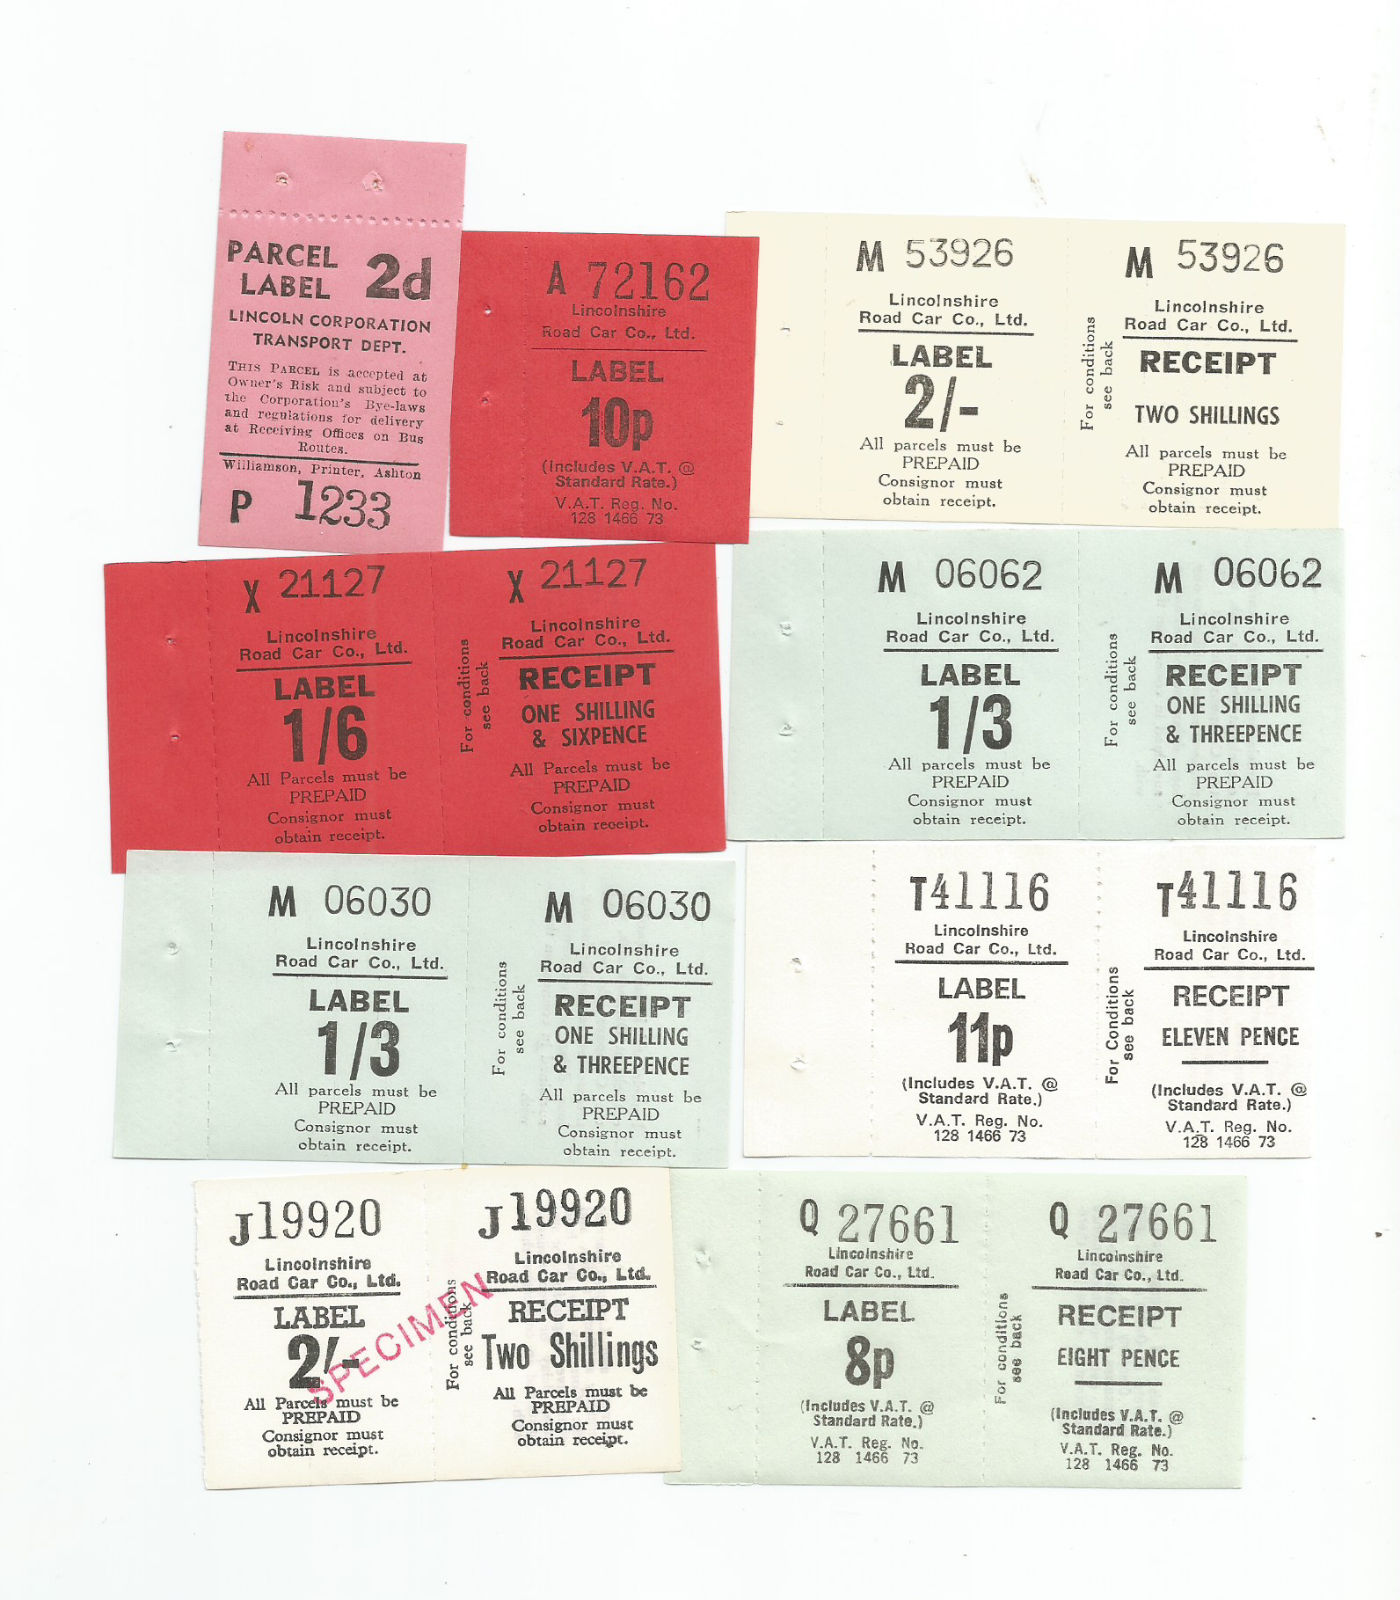 PARCEL
LABEL 2d
LINCOLN CORPORATION
TRANSPORT DEPT.
THIS PARCEL is accepted at
Owner's Risk and subject to
the Corporation's Bye-laws
and regulations for delivery
at Receiving Offices on Bus
Routes.
Williamson, Printer, Ashton
P 1233
A 72162
Lincolnshire
Road Car Co., Ltd.
LABEL
10p
(Includes V.A.T. @
Standard Rate.)
V.A.T. Reg. No.
128 1466 73
M 53926
Lincolnshire
Road Car Co., Ltd.
LABEL
2/-
All parcels must be
PREPAID
Consignor must
obtain receipt.
For conditions
see back
M 53926
Lincolnshire
Road Car Co., Ltd.
RECEIPT
TWO SHILLINGS
All parcels must be
PREPAID
Consignor must
obtain receipt.
X 21127
Lincolnshire
Road Car Co., Ltd.
LABEL
1/6
All Parcels must be
PREPAID
Consignor must
obtain receipt.
For conditions
see back
X 21127
Lincolnshire
Road Car Co., Ltd.
RECEIPT
ONE SHILLING
& SIXPENCE
All Parcels must be
PREPAID
Consignor must
obtain receipt.
M 06062
Lincolnshire
Road Car Co., Ltd.
LABEL
1/3
All parcels must be
PREPAID
Consignor must
obtain receipt.
For conditions
see back
M 06062
Lincolnshire
Road Car Co., Ltd.
RECEIPT
ONE SHILLING
& THREEPENCE
All parcels must be
PREPAID
Consignor must
obtain receipt.
M 06030
Lincolnshire
Road Car Co., Ltd.
LABEL
1/3
All parcels must be
PREPAID
Consignor must
obtain receipt.
For conditions
see back
M 06030
Lincolnshire
Road Car Co., Ltd.
RECEIPT
ONE SHILLING
& THREEPENCE
All parcels must be
PREPAID
Consignor must
obtain receipt.
T41116
Lincolnshire
Road Car Co., Ltd.
LABEL
11p
(Includes V.A.T. @
Standard Rate.)
V.A.T. Reg. No.
128 1466 73
For Conditions
see back
T41116
Lincolnshire
Road Car Co., Ltd.
RECEIPT
ELEVEN PENCE
(Includes V.A.T. @
Standard Rate.)
V.A.T. Reg. No.
128 1466 73
J19920
Lincolnshire
Road Car Co., Ltd.
LABEL
2/-
All Parcels must be
PREPAID
Consignor must
obtain receipt.
SPECIMEN
For conditions
see back
J19920
Lincolnshire
Road Car Co., Ltd.
RECEIPT
Two Shillings
All Parcels must be
PREPAID
Consignor must
obtain receipt.
Q 27661
Lincolnshire
Road Car Co., Ltd.
LABEL
8p
(Includes V.A.T. @
Standard Rate.)
V.A.T. Reg. No.
128 1466 73
For conditions
see back
Q 27661
Lincolnshire
Road Car Co., Ltd.
RECEIPT
EIGHT PENCE
(Includes V.A.T. @
Standard Rate.)
V.A.T. Reg. No.
128 1466 73